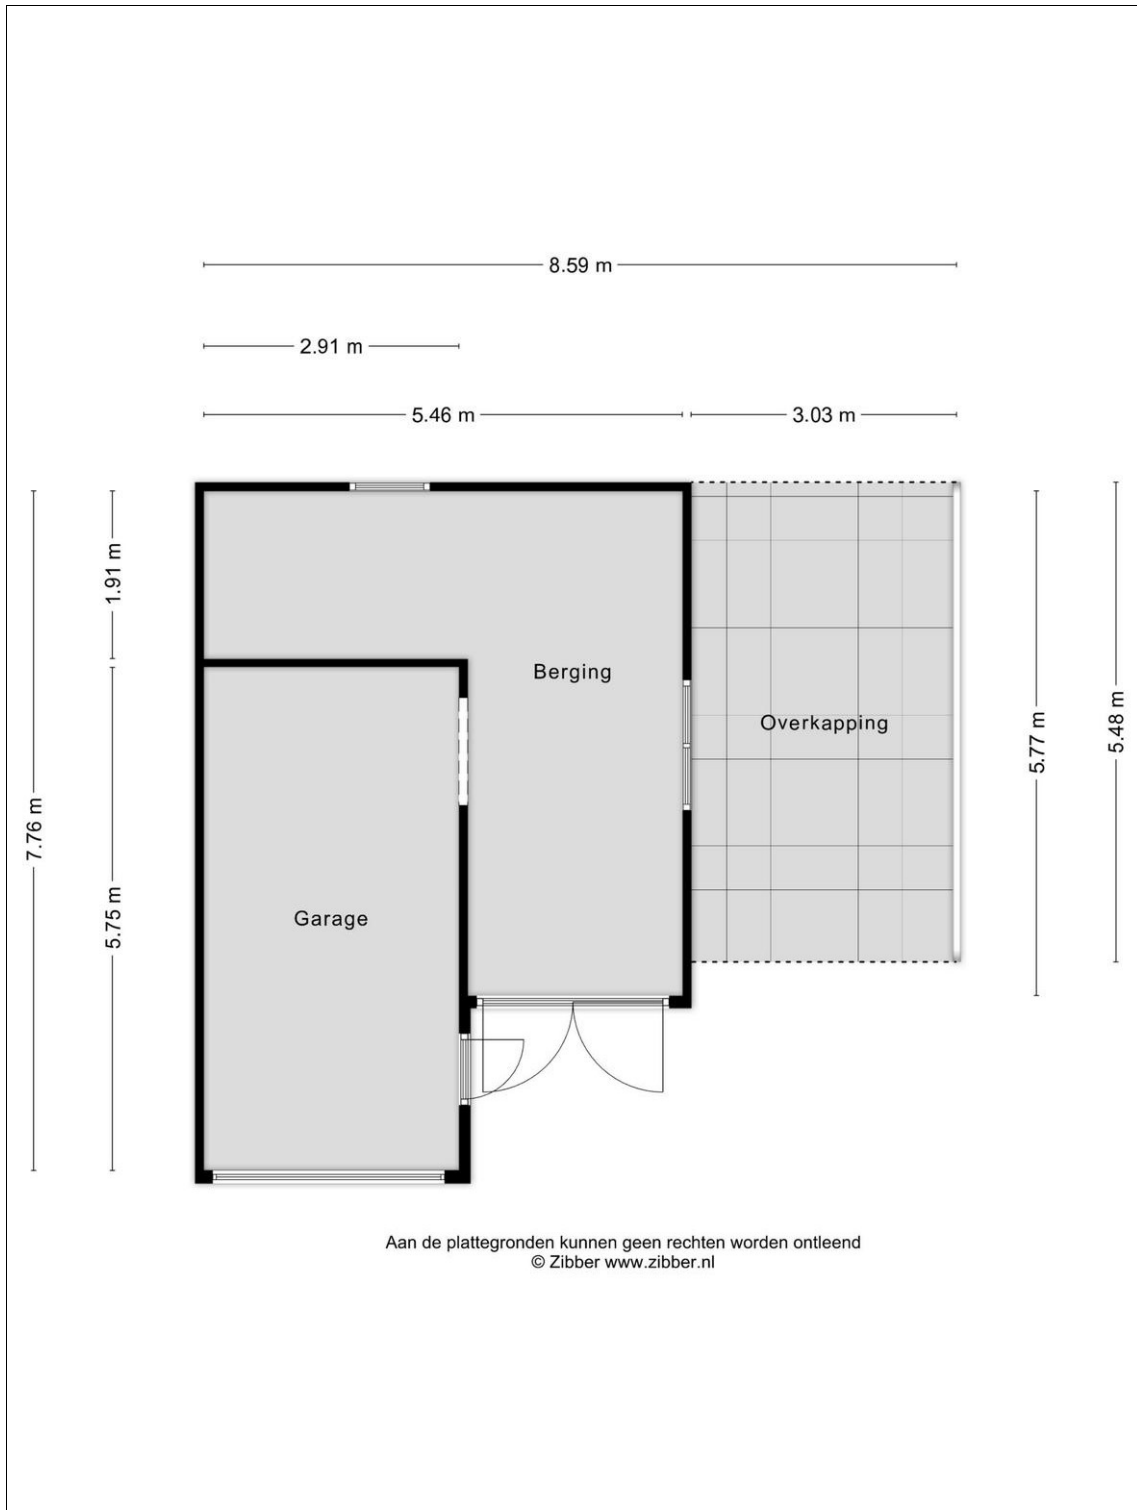 8.59 m
2.91 m
5.46 m
3.03 m
1.91 m
7.76 m
5.75 m
5.77 m
5.48 m
Berging
Overkapping
Garage
Aan de plattegronden kunnen geen rechten worden ontleend
© Zibber www.zibber.nl